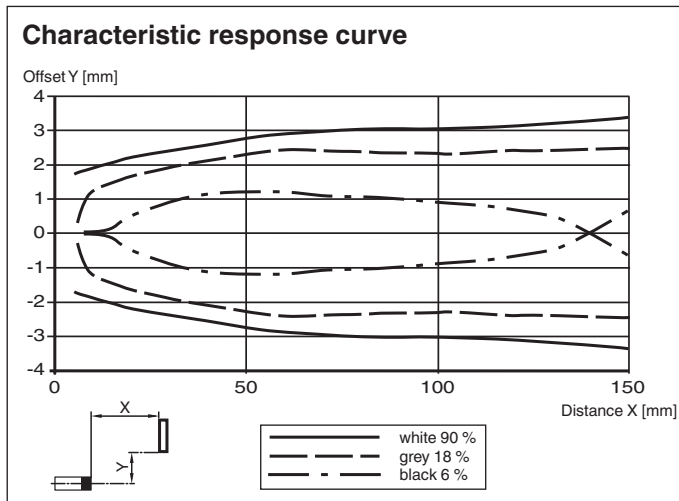 Characteristic response curve
Offset Y [mm]
4
3
2
1
0
-1
-2
-3
-4
0 50 100 150
Distance X [mm]
X
Y
white 90 %
grey 18 %
black 6 %